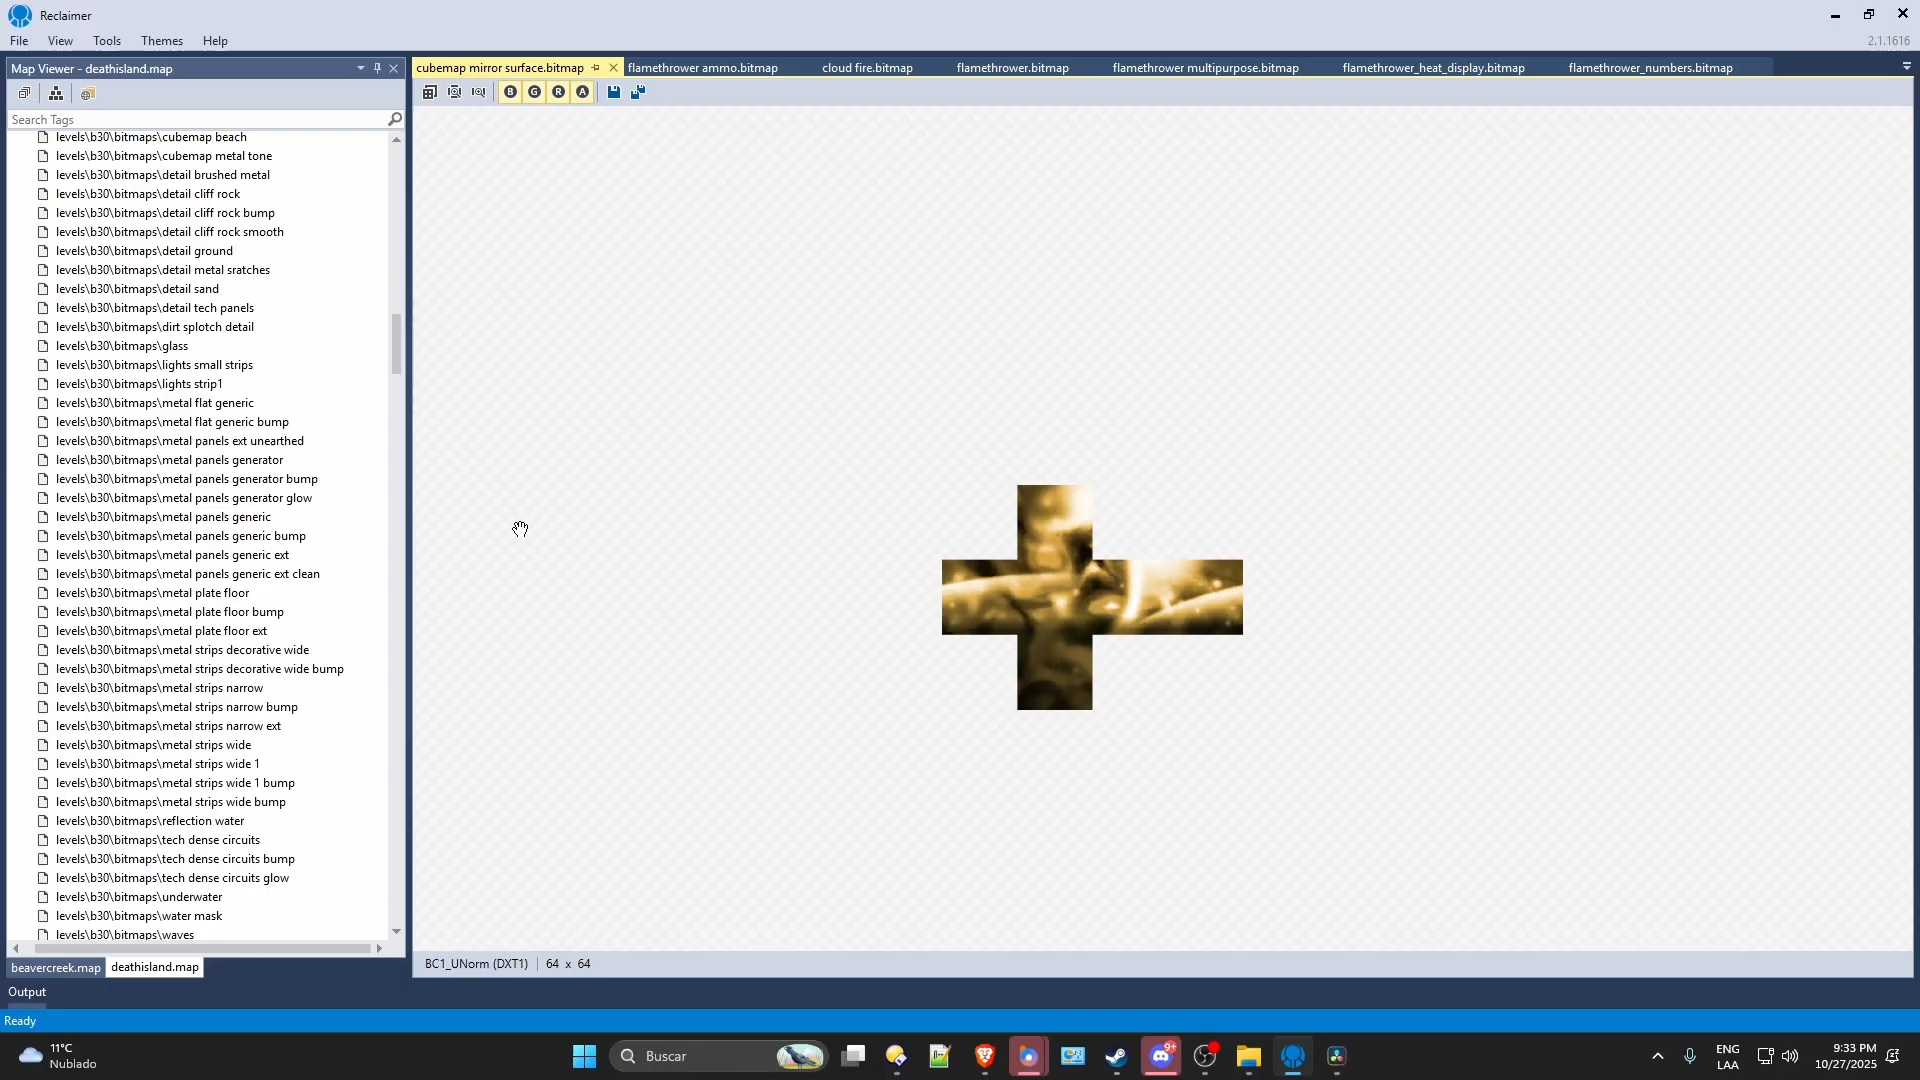 Reclaimer
File View Tools Themes Help
2.1.1616
Map Viewer - deathisland.map
cubemap mirror surface.bitmap
flamethrower ammo.bitmap
cloud fire.bitmap
flamethrower.bitmap
flamethrower multipurpose.bitmap
flamethrower_heat_display.bitmap
flamethrower_numbers.bitmap
B G R A
Search Tags
levels\b30\bitmaps\cubemap beach
levels\b30\bitmaps\cubemap metal tone
levels\b30\bitmaps\detail brushed metal
levels\b30\bitmaps\detail cliff rock
levels\b30\bitmaps\detail cliff rock bump
levels\b30\bitmaps\detail cliff rock smooth
levels\b30\bitmaps\detail ground
levels\b30\bitmaps\detail metal sratches
levels\b30\bitmaps\detail sand
levels\b30\bitmaps\detail tech panels
levels\b30\bitmaps\dirt splotch detail
levels\b30\bitmaps\glass
levels\b30\bitmaps\lights small strips
levels\b30\bitmaps\lights strip1
levels\b30\bitmaps\metal flat generic
levels\b30\bitmaps\metal flat generic bump
levels\b30\bitmaps\metal panels ext unearthed
levels\b30\bitmaps\metal panels generator
levels\b30\bitmaps\metal panels generator bump
levels\b30\bitmaps\metal panels generator glow
levels\b30\bitmaps\metal panels generic
levels\b30\bitmaps\metal panels generic bump
levels\b30\bitmaps\metal panels generic ext
levels\b30\bitmaps\metal panels generic ext clean
levels\b30\bitmaps\metal plate floor
levels\b30\bitmaps\metal plate floor bump
levels\b30\bitmaps\metal plate floor ext
levels\b30\bitmaps\metal strips decorative wide
levels\b30\bitmaps\metal strips decorative wide bump
levels\b30\bitmaps\metal strips narrow
levels\b30\bitmaps\metal strips narrow bump
levels\b30\bitmaps\metal strips narrow ext
levels\b30\bitmaps\metal strips wide
levels\b30\bitmaps\metal strips wide 1
levels\b30\bitmaps\metal strips wide 1 bump
levels\b30\bitmaps\metal strips wide bump
levels\b30\bitmaps\reflection water
levels\b30\bitmaps\tech dense circuits
levels\b30\bitmaps\tech dense circuits bump
levels\b30\bitmaps\tech dense circuits glow
levels\b30\bitmaps\underwater
levels\b30\bitmaps\water mask
levels\b30\bitmaps\waves
beavercreek.map deathisland.map
BC1_UNorm (DXT1) 64 x 64
Output
Ready
11°C
Nublado
Buscar
9+
ENG
LAA
9:33 PM
10/27/2025